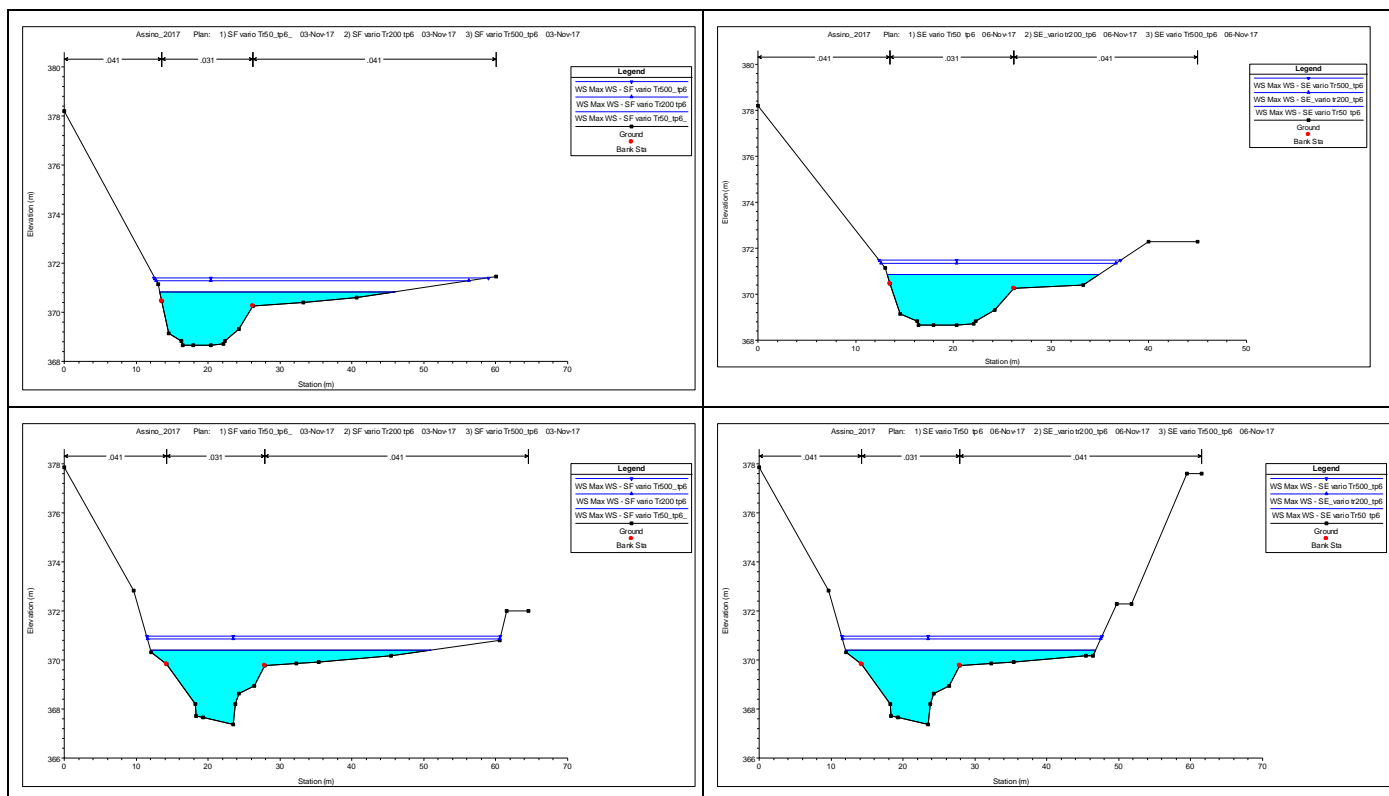 Assino_2017 Plan: 1) SF vario Tr50_tp6_ 03-Nov-17 2) SF vario Tr200 tp6 03-Nov-17 3) SF vario Tr500_tp6 03-Nov-17
.041 .031 .041
Legend
WS Max WS - SF vario Tr500_tp6
WS Max WS - SF vario Tr200 tp6
WS Max WS - SF vario Tr50_tp6_
Ground
Bank Sta
380
378
376
374
372
370
368
Elevation (m)
0 10 20 30 40 50 60 70
Station (m)
Assino_2017 Plan: 1) SE vario Tr50 tp6 06-Nov-17 2) SE_vario tr200_tp6 06-Nov-17 3) SE vario Tr500_tp6 06-Nov-17
.041 .031 .041
Legend
WS Max WS - SE vario Tr500_tp6
WS Max WS - SE_vario tr200_tp6
WS Max WS - SE vario Tr50 tp6
Ground
Bank Sta
380
378
376
374
372
370
368
Elevation (m)
0 10 20 30 40 50
Station (m)
Assino_2017 Plan: 1) SF vario Tr50_tp6_ 03-Nov-17 2) SF vario Tr200 tp6 03-Nov-17 3) SF vario Tr500_tp6 03-Nov-17
.041 .031 .041
Legend
WS Max WS - SF vario Tr500_tp6
WS Max WS - SF vario Tr200 tp6
WS Max WS - SF vario Tr50_tp6_
Ground
Bank Sta
378
376
374
372
370
368
366
Elevation (m)
0 10 20 30 40 50 60 70
Station (m)
Assino_2017 Plan: 1) SE vario Tr50 tp6 06-Nov-17 2) SE_vario tr200_tp6 06-Nov-17 3) SE vario Tr500_tp6 06-Nov-17
.041 .031 .041
Legend
WS Max WS - SE vario Tr500_tp6
WS Max WS - SE_vario tr200_tp6
WS Max WS - SE vario Tr50 tp6
Ground
Bank Sta
378
376
374
372
370
368
366
Elevation (m)
0 10 20 30 40 50 60 70
Station (m)